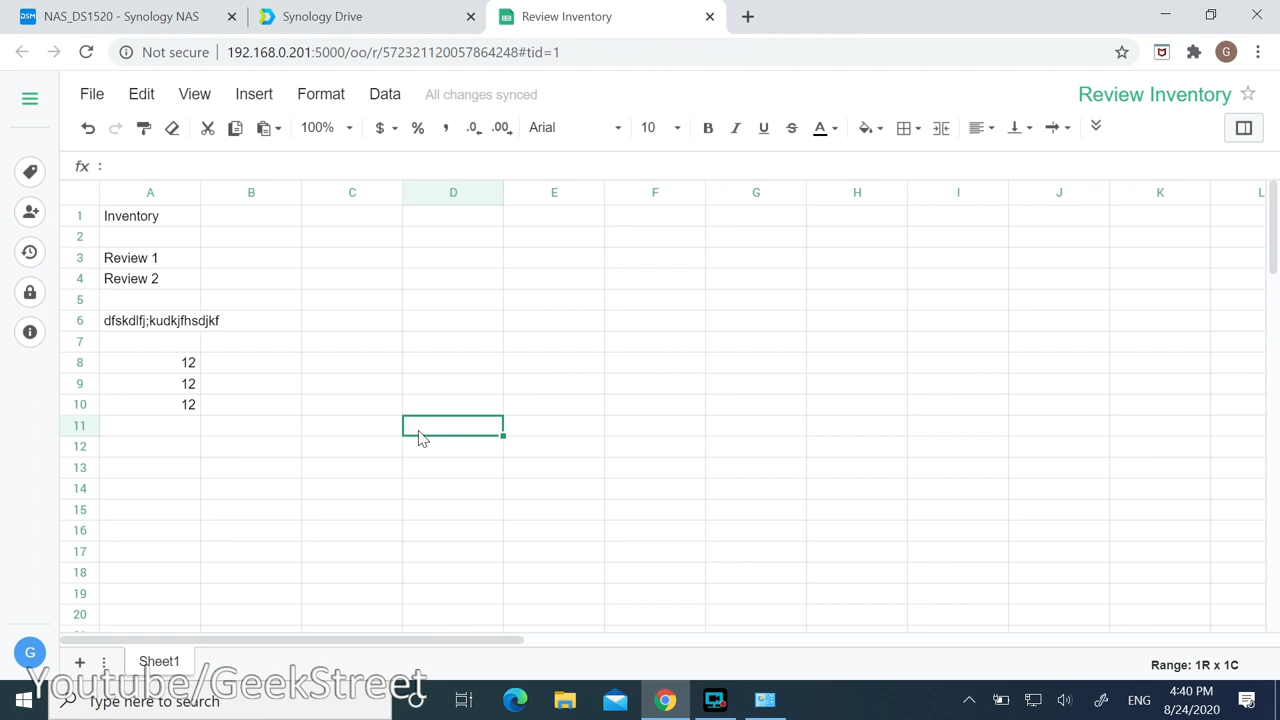 NAS_DS1520 - Synology NAS
Synology Drive
Review Inventory
Not secure
192.168.0.201:5000/oo/r/572321120057864248#tid=1
G
File Edit View Insert Format Data All changes synced
Review Inventory
100% $ % , .0 .00 Arial 10 B I U S A
fx :
A B C D E F G H I J K L
1 Inventory
2
3 Review 1
4 Review 2
5
6 dfskdlfj;kudkjfhsdjkf
7
8 12
9 12
10 12
11
12
13
14
15
16
17
18
19
20
G
Sheet1
Range: 1R x 1C
Youtube/GeekStreet
Type here to search
ENG
4:40 PM
8/24/2020